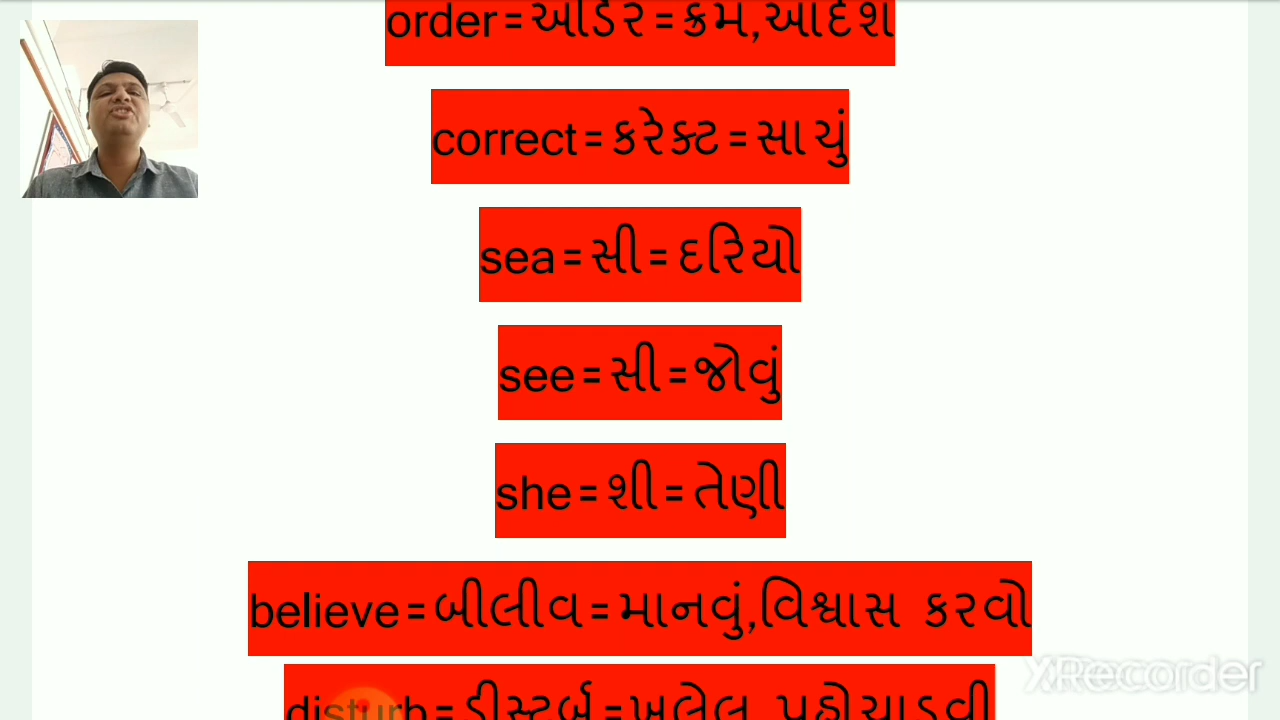 order=ઓર્ડર=ક્રમ,આદેશ
correct=કરેક્ટ=સાચું
sea=સી=દરિયો
see=સી=જોવું
she=શી=તેણી
believe=બીલીવ=માનવું,વિશ્વાસ કરવો
disturb=ડીસ્ટર્બ=ખલેલ પહોચાડવી
XRecorder